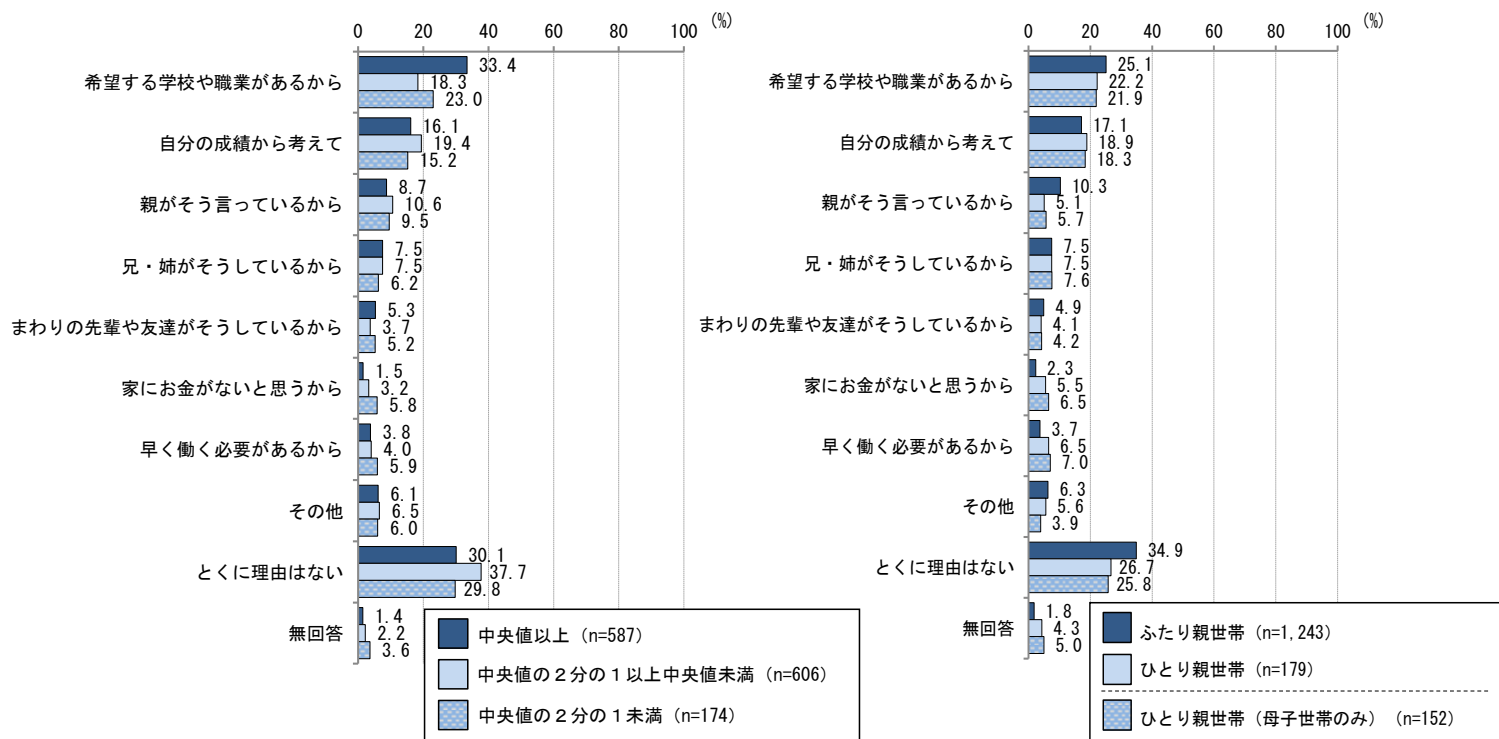 (%)
0 20 40 60 80 100
希望する学校や職業があるから
33.4
18.3
23.0
自分の成績から考えて
16.1
19.4
15.2
親がそう言っているから
8.7
10.6
9.5
兄・姉がそうしているから
7.5
7.5
6.2
まわりの先輩や友達がそうしているから
5.3
3.7
5.2
家にお金がないと思うから
1.5
3.2
5.8
早く働く必要があるから
3.8
4.0
5.9
その他
6.1
6.5
6.0
とくに理由はない
30.1
37.7
29.8
無回答
1.4
2.2
3.6
中央値以上（n=587）
中央値の２分の１以上中央値未満（n=606）
中央値の２分の１未満（n=174）
(%)
0 20 40 60 80 100
希望する学校や職業があるから
25.1
22.2
21.9
自分の成績から考えて
17.1
18.9
18.3
親がそう言っているから
10.3
5.1
5.7
兄・姉がそうしているから
7.5
7.5
7.6
まわりの先輩や友達がそうしているから
4.9
4.1
4.2
家にお金がないと思うから
2.3
5.5
6.5
早く働く必要があるから
3.7
6.5
7.0
その他
6.3
5.6
3.9
とくに理由はない
34.9
26.7
25.8
無回答
1.8
4.3
5.0
ふたり親世帯（n=1,243）
ひとり親世帯（n=179）
ひとり親世帯（母子世帯のみ）（n=152）